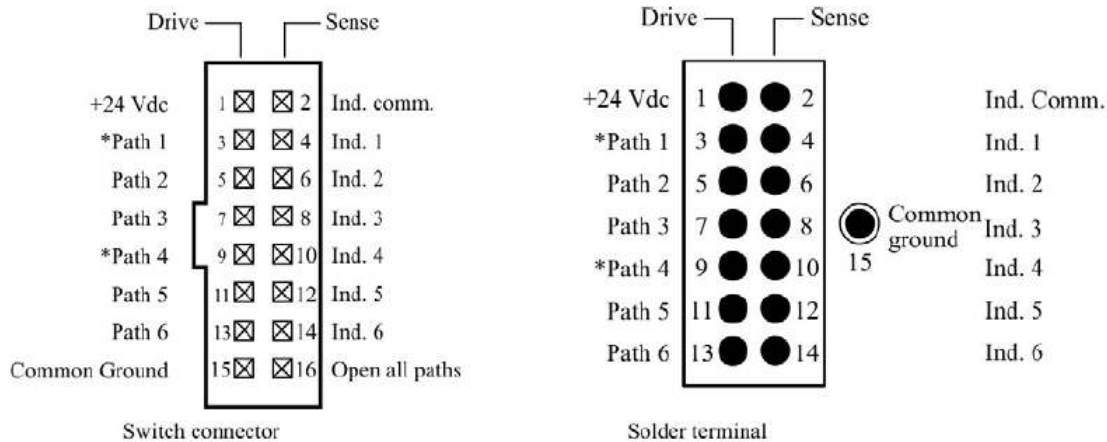 Drive Sense
+24 Vdc 1 2 Ind. comm.
*Path 1 3 4 Ind. 1
Path 2 5 6 Ind. 2
Path 3 7 8 Ind. 3
*Path 4 9 10 Ind. 4
Path 5 11 12 Ind. 5
Path 6 13 14 Ind. 6
Common Ground 15 16 Open all paths
Switch connector
Drive Sense
+24 Vdc 1 2 Ind. Comm.
*Path 1 3 4 Ind. 1
Path 2 5 6 Ind. 2
Path 3 7 8 Common ground 15 Ind. 3
*Path 4 9 10 Ind. 4
Path 5 11 12 Ind. 5
Path 6 13 14 Ind. 6
Solder terminal